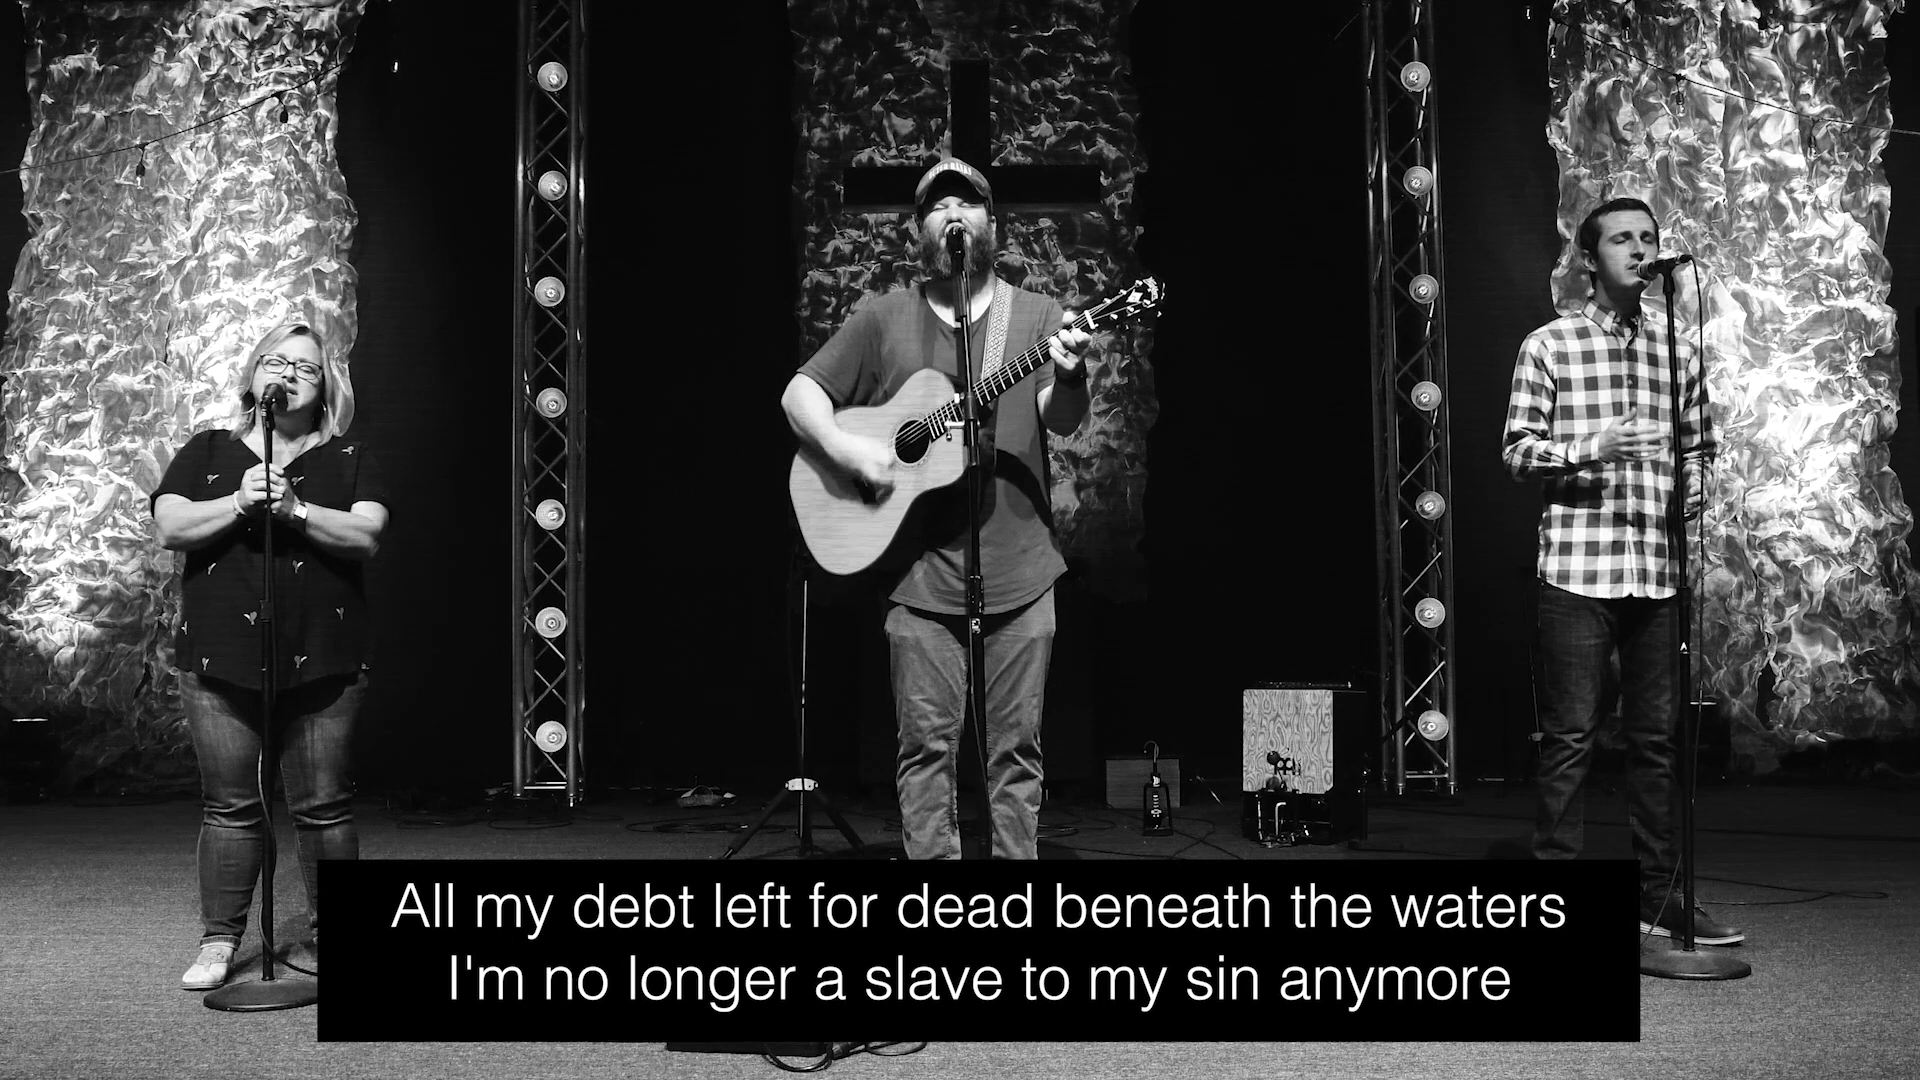 All my debt left for dead beneath the waters
I'm no longer a slave to my sin anymore